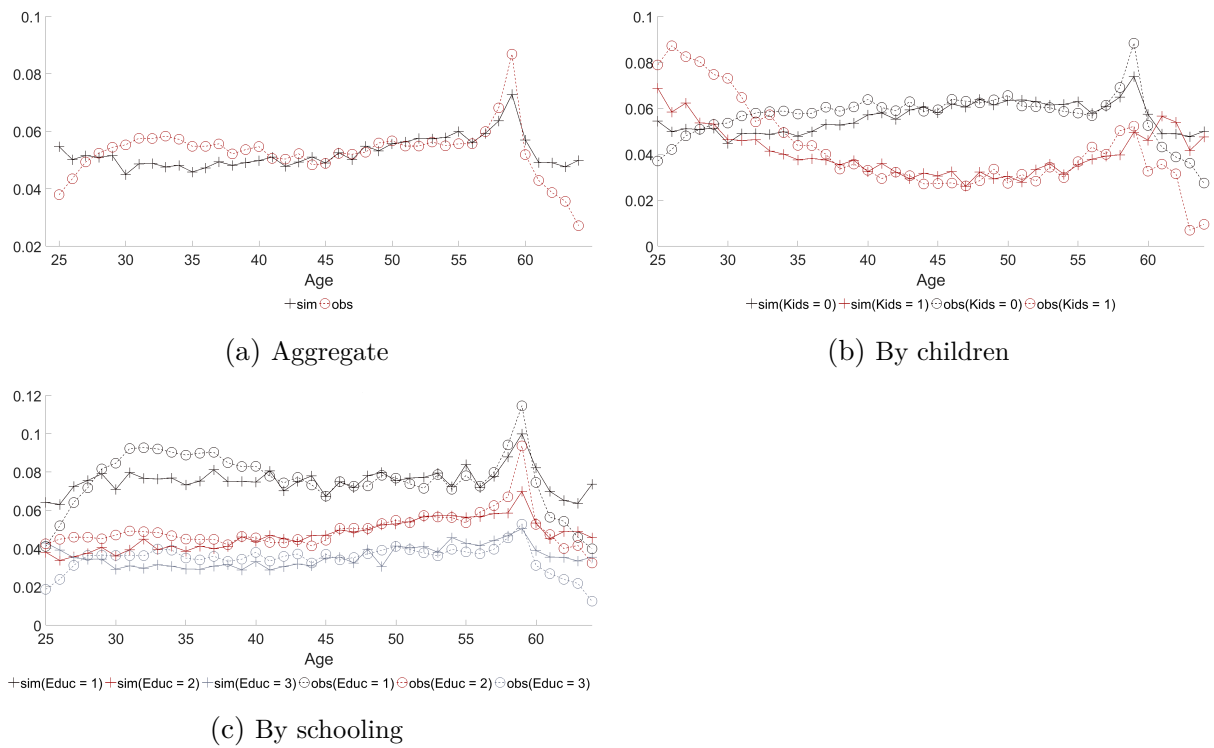 0.1
0.08
0.06
0.04
0.02
25 30 35 40 45 50 55 60
Age
sim obs
(a) Aggregate
0.1
0.08
0.06
0.04
0.02
0
25 30 35 40 45 50 55 60
Age
sim(Kids = 0) sim(Kids = 1) obs(Kids = 0) obs(Kids = 1)
(b) By children
0.12
0.1
0.08
0.06
0.04
0.02
0
25 30 35 40 45 50 55 60
Age
sim(Educ = 1) sim(Educ = 2) sim(Educ = 3) obs(Educ = 1) obs(Educ = 2) obs(Educ = 3)
(c) By schooling